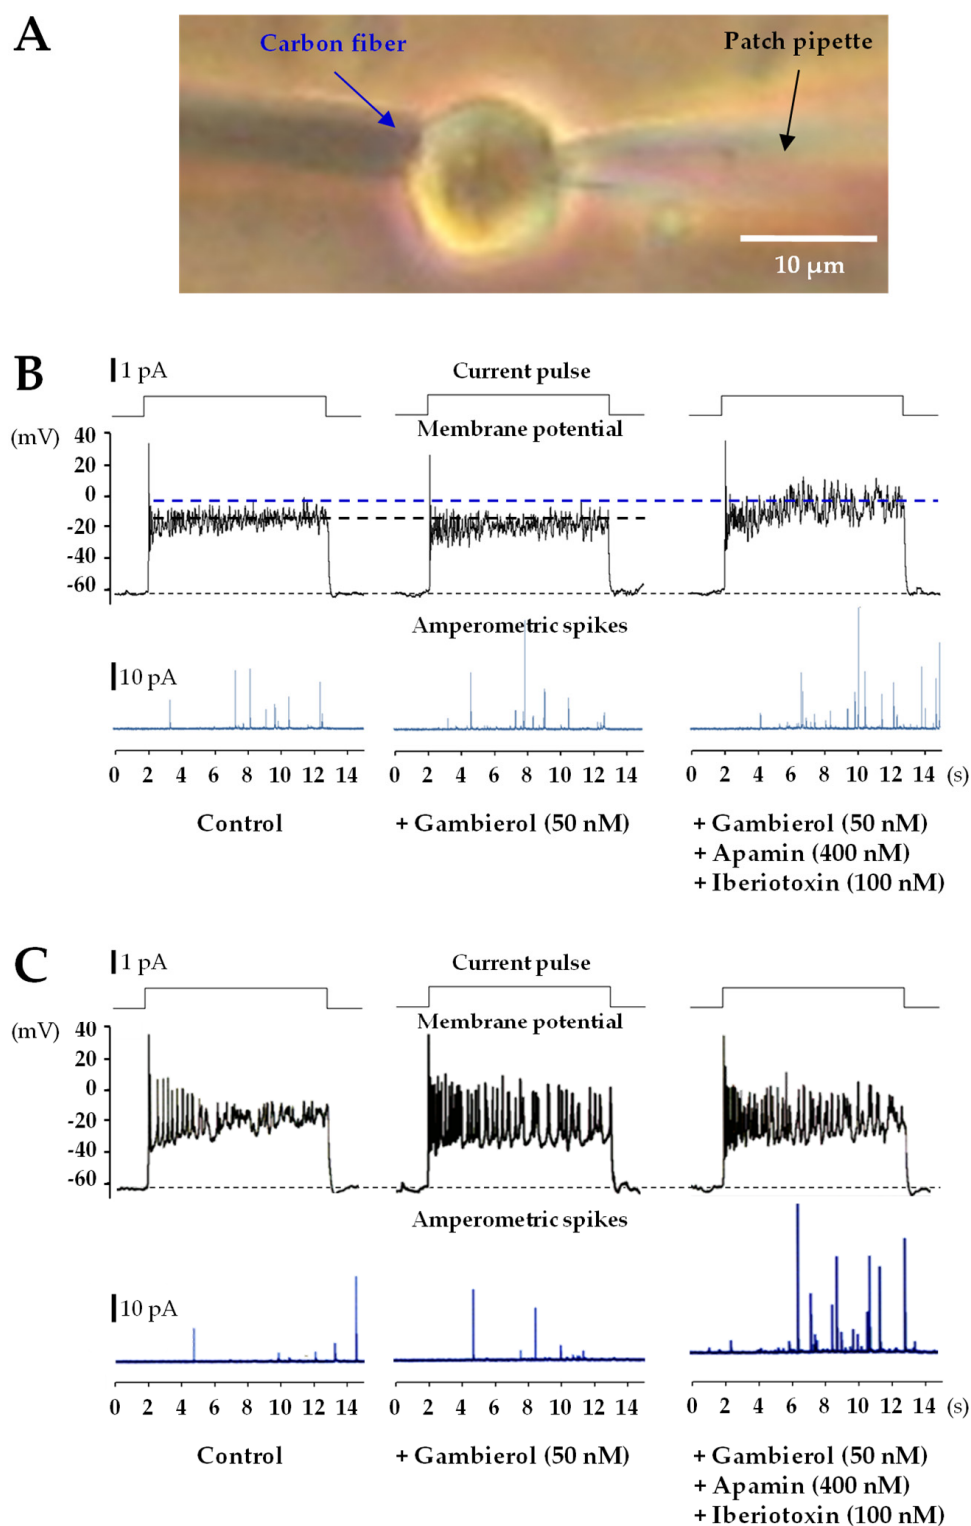 A
Carbon fiber
Patch pipette
10 μm
B
1 pA
Current pulse
(mV)
Membrane potential
40
20
0
-20
-40
-60
Amperometric spikes
10 pA
0 2 4 6 8 10 12 14
0 2 4 6 8 10 12 14
0 2 4 6 8 10 12 14 (s)
Control
+ Gambierol (50 nM)
+ Gambierol (50 nM)
+ Apamin (400 nM)
+ Iberiotoxin (100 nM)
C
1 pA
Current pulse
(mV)
Membrane potential
40
20
0
-20
-40
-60
Amperometric spikes
10 pA
0 2 4 6 8 10 12 14
0 2 4 6 8 10 12 14
0 2 4 6 8 10 12 14 (s)
Control
+ Gambierol (50 nM)
+ Gambierol (50 nM)
+ Apamin (400 nM)
+ Iberiotoxin (100 nM)